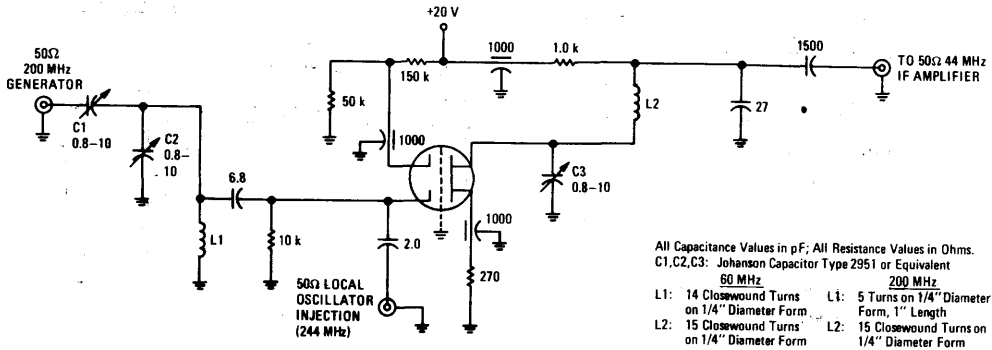 +20 V
50Ω
200 MHz
GENERATOR
C1
0.8–10
C2
0.8–
10
50 k
150 k
1000
1.0 k
1500
TO 50Ω 44 MHz
IF AMPLIFIER
L2
27
1000
C3
0.8–10
6.8
L1
10 k
2.0
1000
270
50Ω LOCAL
OSCILLATOR
INJECTION
(244 MHz)
All Capacitance Values in pF; All Resistance Values in Ohms.
C1,C2,C3: Johanson Capacitor Type 2951 or Equivalent
60 MHz
L1: 14 Closewound Turns
on 1/4" Diameter Form
L2: 15 Closewound Turns
on 1/4" Diameter Form
200 MHz
L1: 5 Turns on 1/4" Diameter
Form, 1" Length
L2: 15 Closewound Turns on
1/4" Diameter Form